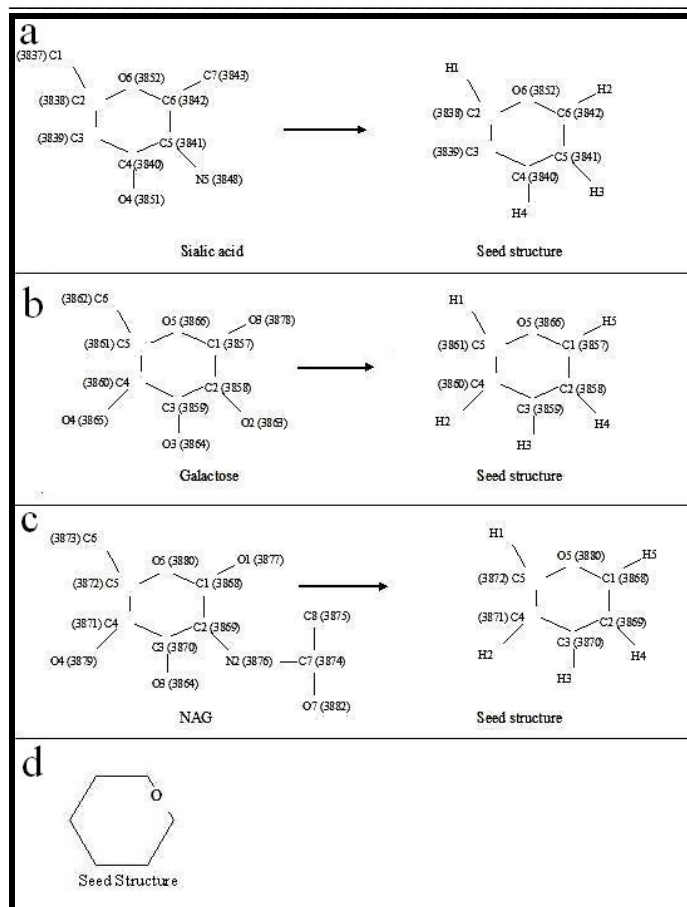 a
(3837) C1
O6 (3852) C7 (3843)
(3838) C2 C6 (3842)
(3839) C3 C5 (3841)
C4 (3840)
N5 (3848)
O4 (3851)
Sialic acid
H1
O6 (3852) H2
(3838) C2 C6 (3842)
(3839) C3 C5 (3841)
C4 (3840)
H3
H4
Seed structure
b
(3862) C6
O5 (3866) O8 (3878)
(3861) C5 C1 (3857)
(3860) C4 C2 (3858)
C3 (3859)
O4 (3865) O2 (3863)
O3 (3864)
Galactose
H1
O5 (3866) H5
(3861) C5 C1 (3857)
(3860) C4 C2 (3858)
C3 (3859)
H2 H4
H3
Seed structure
c
(3873) C6
O5 (3880) O1 (3877)
(3872) C5 C1 (3868)
C8 (3875)
(3871) C4 C2 (3869)
C3 (3870)
O4 (3879) N2 (3876) C7 (3874)
O8 (3864)
O7 (3882)
NAG
H1
O5 (3880) H5
(3872) C5 C1 (3868)
(3871) C4 C2 (3869)
C3 (3870)
H2 H4
H3
Seed structure
d
O
Seed Structure